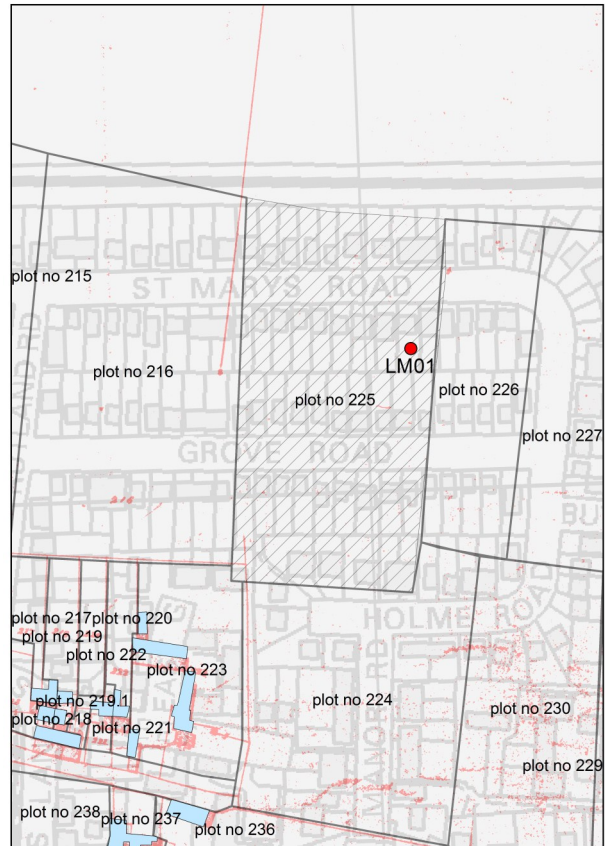 plot no 215
ST MARYS ROAD
LM01
plot no 216
plot no 226
plot no 225
plot no 227
GROVE ROAD
plot no 217
plot no 220
HOLME ROAD
plot no 219
plot no 222
plot no 223
plot no 219.1
plot no 224
plot no 230
plot no 218
plot no 221
MANOR RD
plot no 229
plot no 238
plot no 237
plot no 236